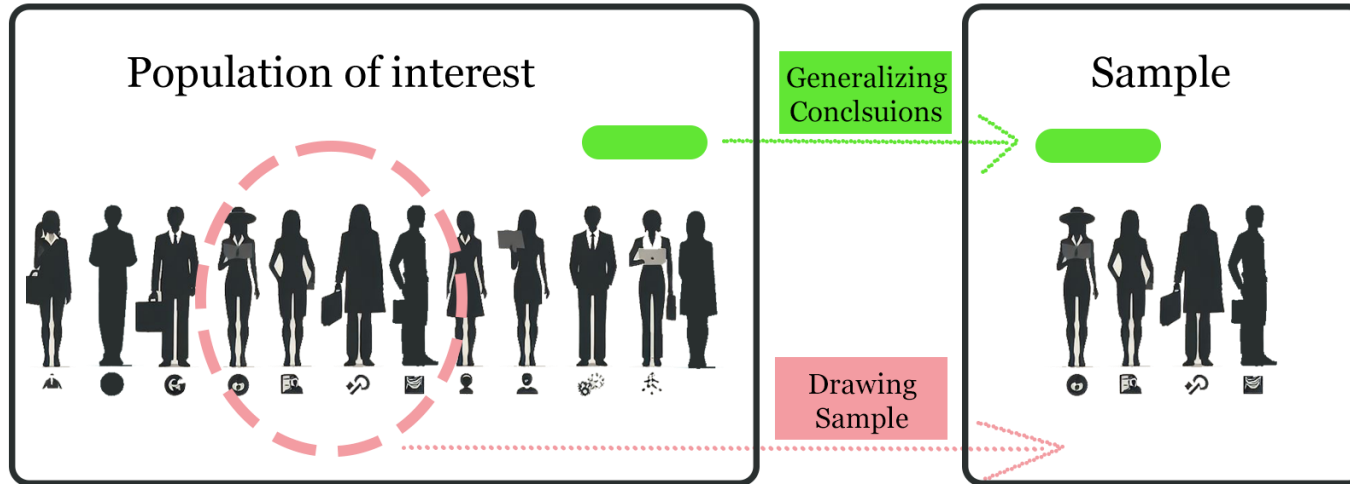 Population of interest
Generalizing
Conclsuions
Sample
Drawing
Sample